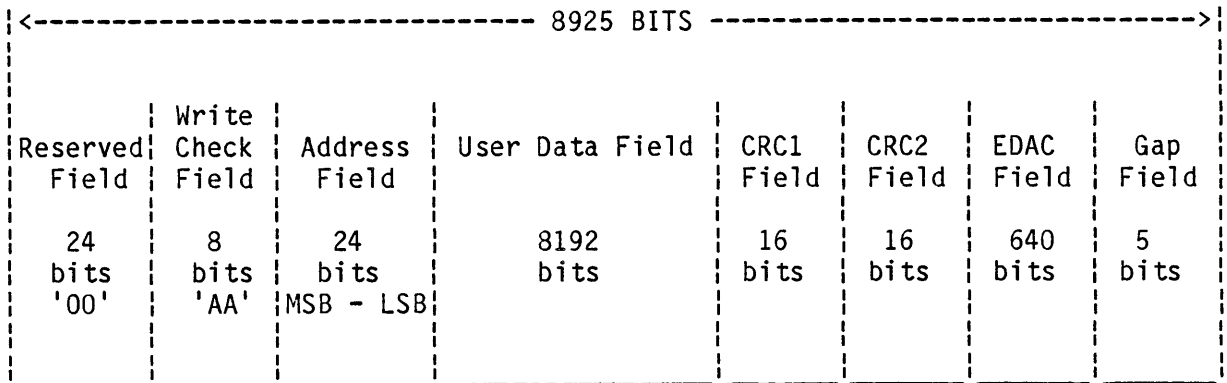 |<------------------------------- 8925 BITS ------------------------------->|
Write
Reserved Check Address User Data Field CRC1 CRC2 EDAC Gap
Field Field Field Field Field Field Field
24 8 24 8192 16 16 640 5
bits bits bits bits bits bits bits bits
'00' 'AA' MSB - LSB